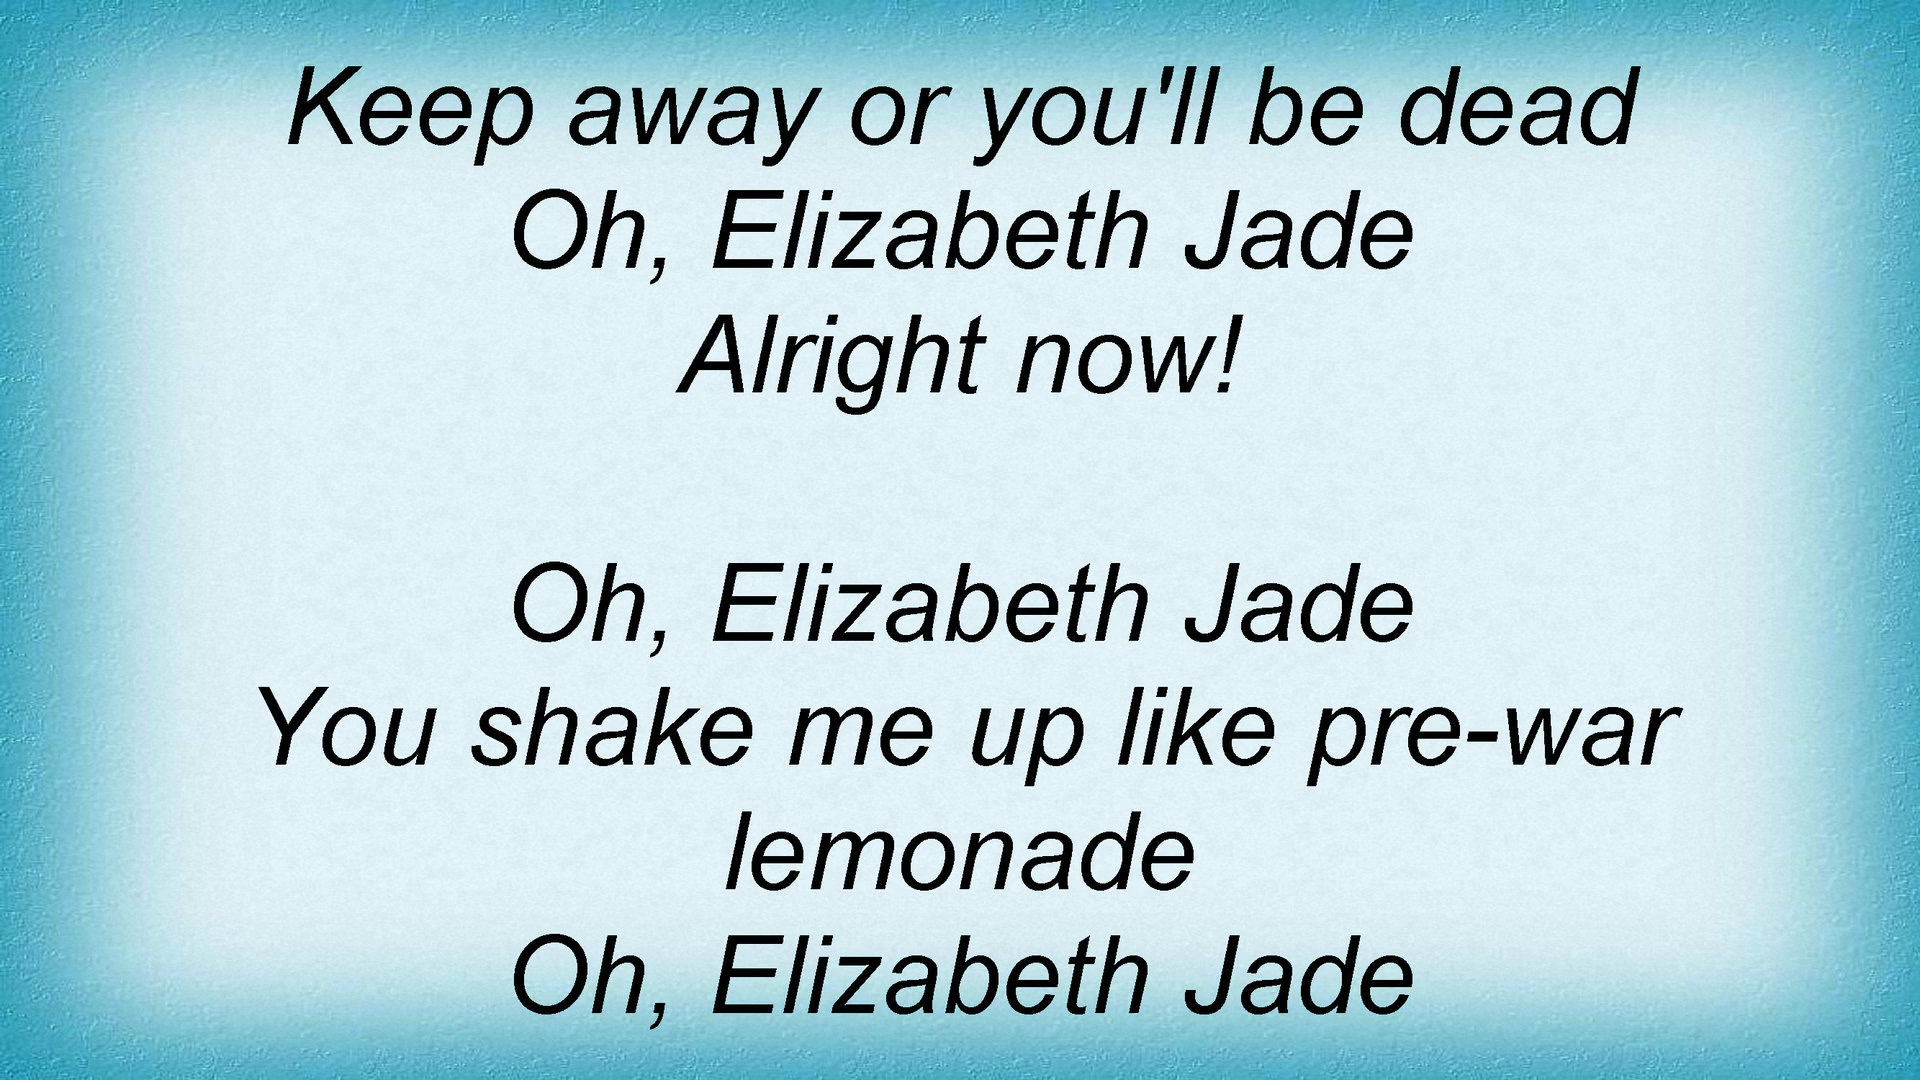 Keep away or you'll be dead
Oh, Elizabeth Jade
Alright now!
Oh, Elizabeth Jade
You shake me up like pre-war
lemonade
Oh, Elizabeth Jade